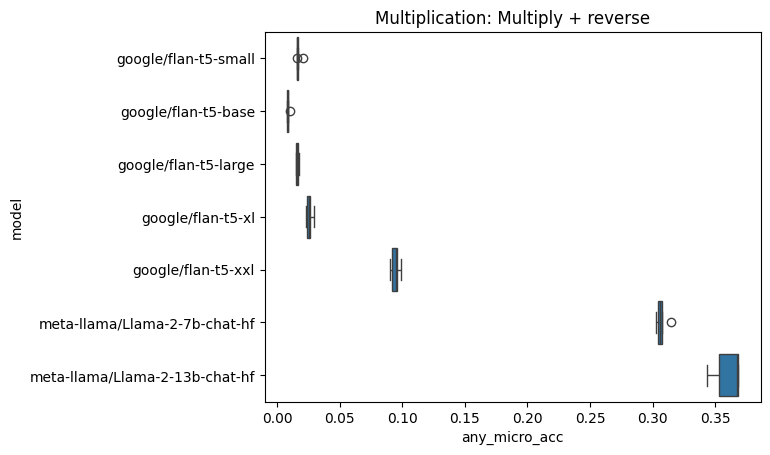 Multiplication: Multiply + reverse
google/flan-t5-small
google/flan-t5-base
google/flan-t5-large
google/flan-t5-xl
google/flan-t5-xxl
meta-llama/Llama-2-7b-chat-hf
meta-llama/Llama-2-13b-chat-hf
model
0.00 0.05 0.10 0.15 0.20 0.25 0.30 0.35
any_micro_acc